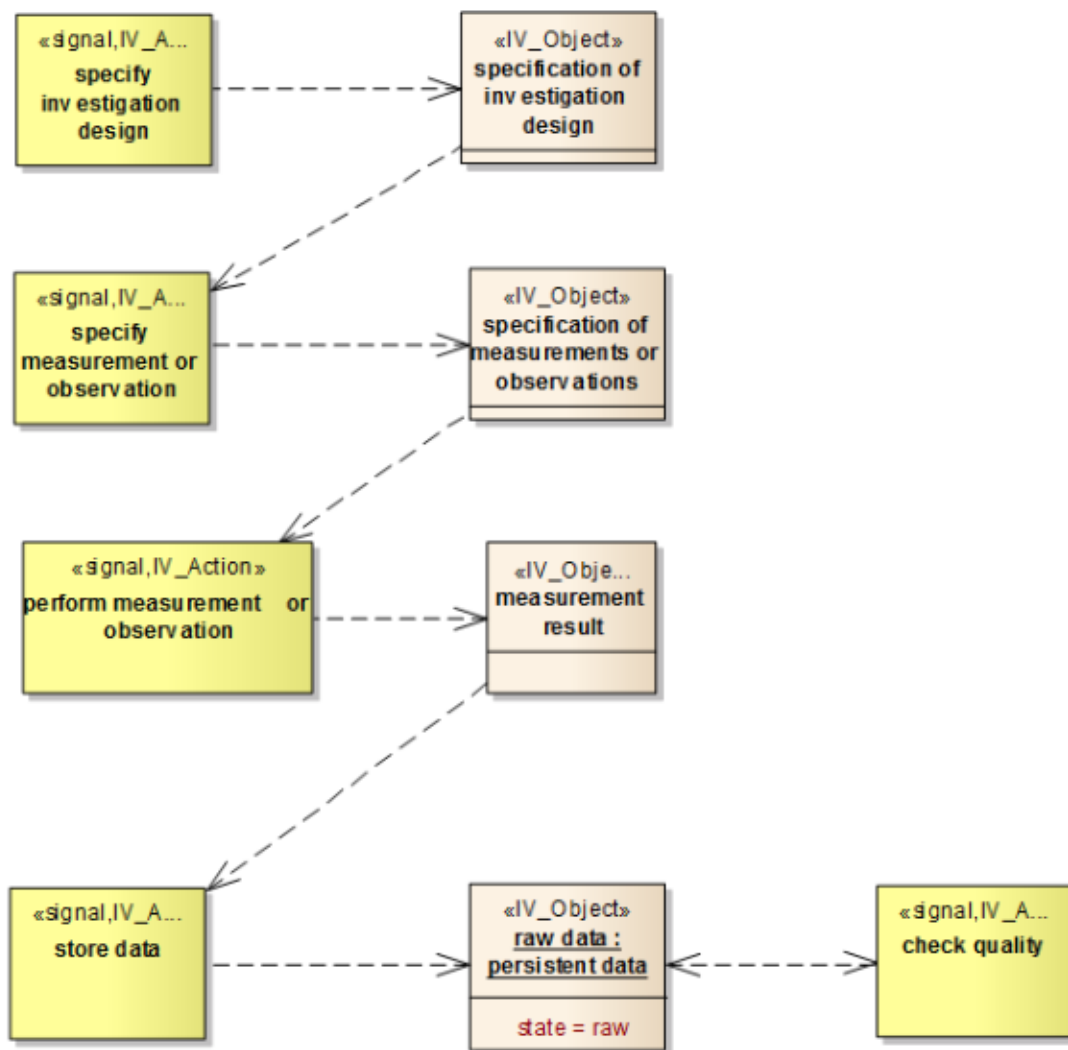 «signal,IV_A...
specify
inv estigation
design
«IV_Object»
specification of
inv estigation
design
«signal,IV_A...
specify
measurement or
observation
«IV_Object»
specification of
measurements or
observations
«signal,IV_Action»
perform measurement or
observation
«IV_Obje...
measurement
result
«signal,IV_A...
store data
«IV_Object»
raw data :
persistent data
state = raw
«signal,IV_A...
check quality